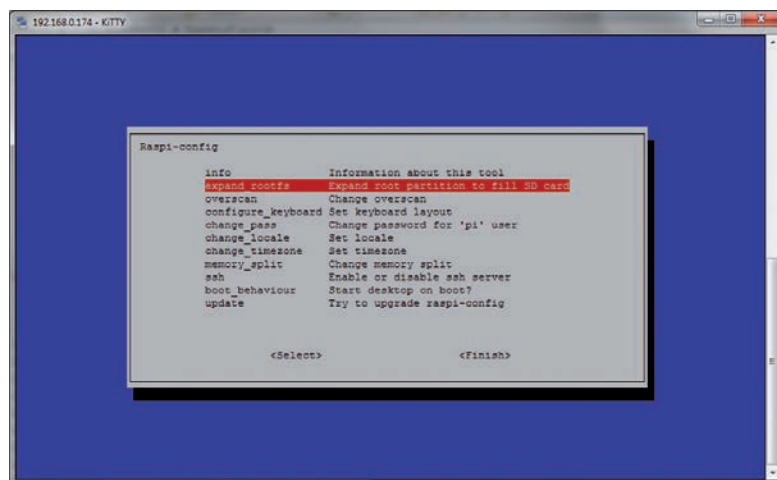 192.168.0.174 - KiTTY
Raspi-config
info Information about this tool
expand_rootfs Expand root partition to fill SD card
overscan Change overscan
configure_keyboard Set keyboard layout
change_pass Change password for 'pi' user
change_locale Set locale
change_timezone Set timezone
memory_split Change memory split
ssh Enable or disable ssh server
boot_behaviour Start desktop on boot?
update Try to upgrade raspi-config
<Select> <Finish>